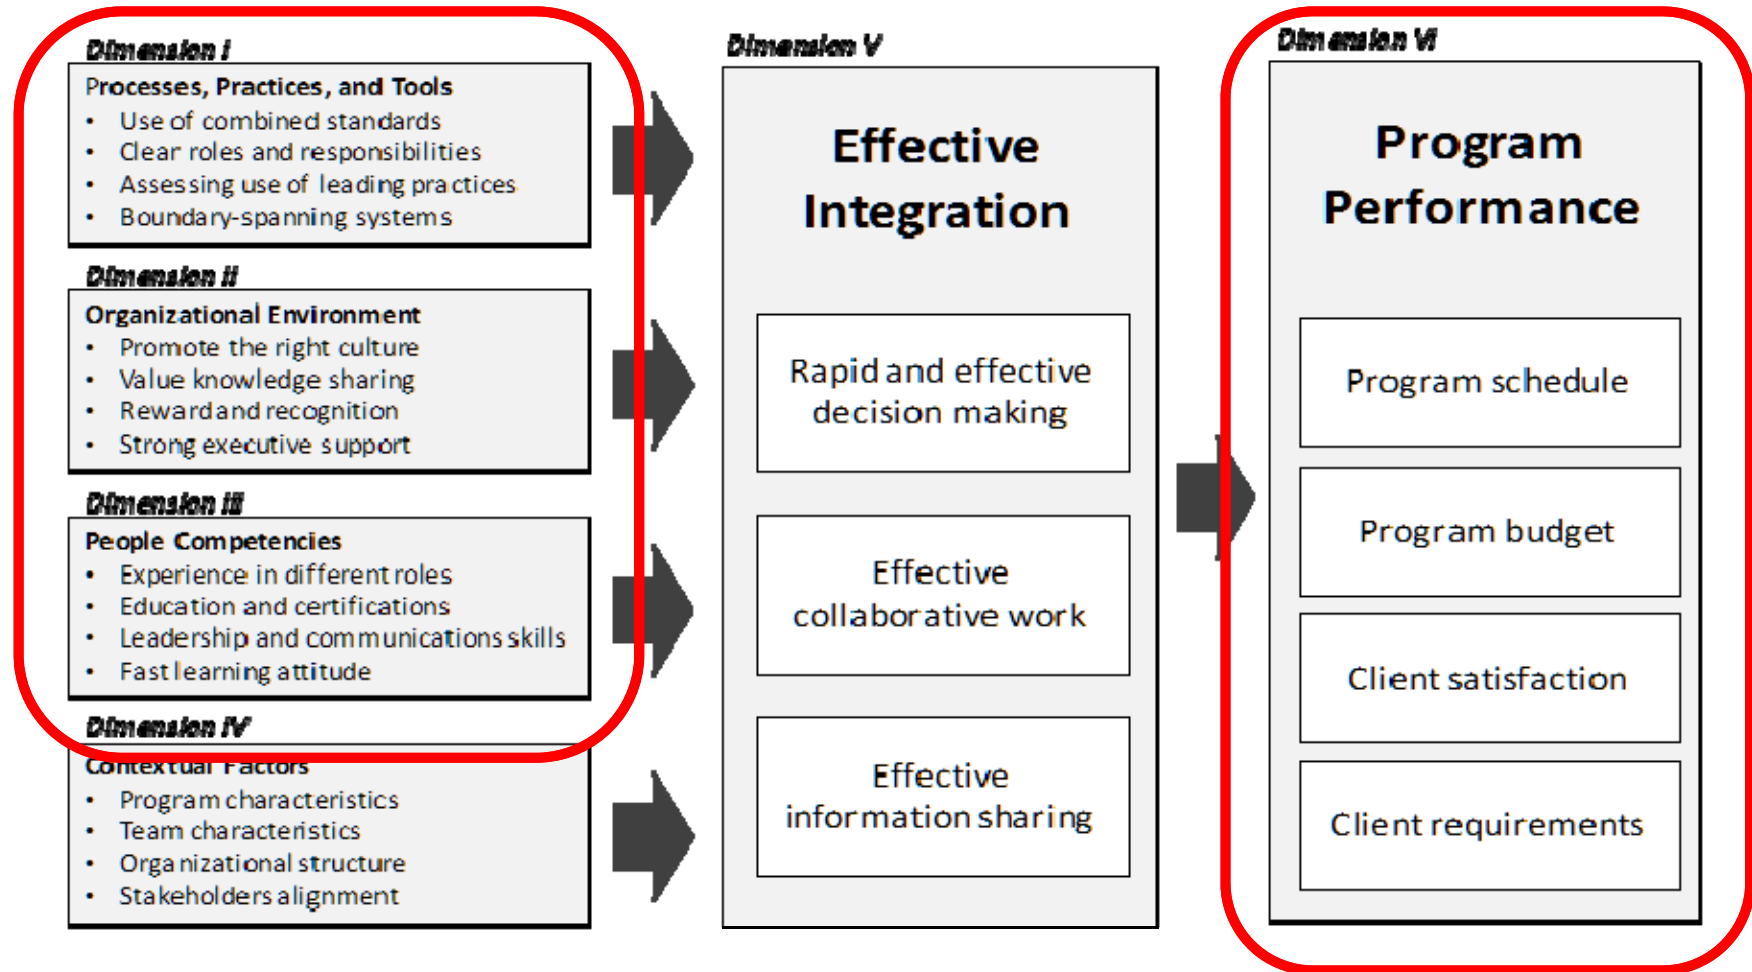 Dimension I
Processes, Practices, and Tools
• Use of combined standards
• Clear roles and responsibilities
• Assessing use of leading practices
• Boundary-spanning systems
Dimension II
Organizational Environment
• Promote the right culture
• Value knowledge sharing
• Reward and recognition
• Strong executive support
Dimension III
People Competencies
• Experience in different roles
• Education and certifications
• Leadership and communications skills
• Fast learning attitude
Dimension IV
Contextual Factors
• Program characteristics
• Team characteristics
• Organizational structure
• Stakeholders alignment
Dimension V
Effective
Integration
Rapid and effective
decision making
Effective
collaborative work
Effective
information sharing
Dimension VI
Program
Performance
Program schedule
Program budget
Client satisfaction
Client requirements